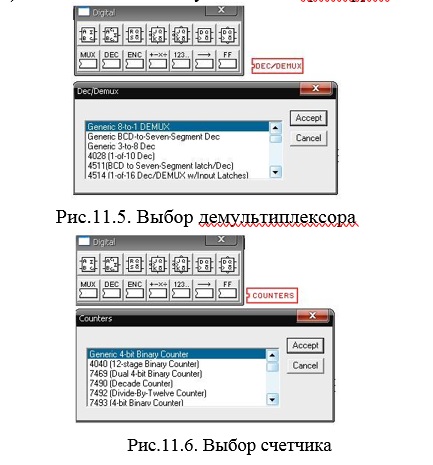 Digital
MUX DEC ENC +−×÷ 123.. → FF
DEC/DEMUX
Dec/Demux
Generic 8-to-1 DEMUX
Generic BCD-to-Seven-Segment Dec
Generic 3-to-8 Dec
4028 (1-of-10 Dec)
4511(BCD to Seven-Segment latch/Dec)
4514 (1-of-16 Dec/DEMUX w/Input Latches)
Accept
Cancel
Рис.11.5. Выбор демультиплексора
Digital
MUX DEC ENC +−×÷ 123.. → FF
COUNTERS
Counters
Generic 4-bit Binary Counter
4040 (12-stage Binary Counter)
7469 (Dual 4-bit Binary Counter)
7490 (Decade Counter)
7492 (Divide-By-Twelve Counter)
7493 (4-bit Binary Counter)
Accept
Cancel
Рис.11.6. Выбор счетчика